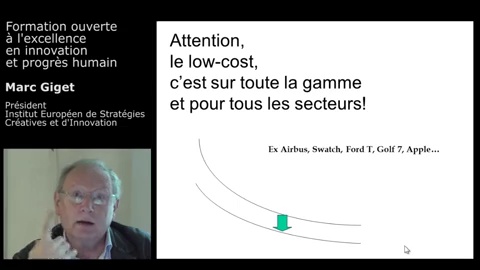 Formation ouverte
à l'excellence
en innovation
et progrès humain
Marc Giget
Président
Institut Européen de Stratégies
Créatives et d'Innovation
Attention,
le low-cost,
c’est sur toute la gamme
et pour tous les secteurs!
Ex Airbus, Swatch, Ford T, Golf 7, Apple…